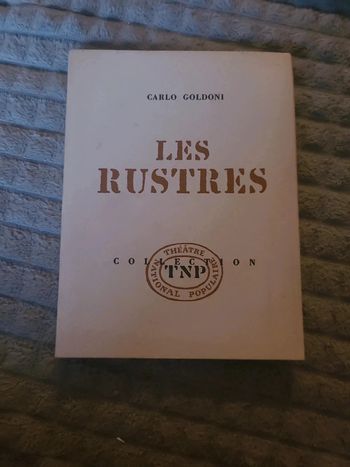 CARLO GOLDONI
LES
RUSTRES
COLLECTION
THÉÂTRE
TNP
NATIONAL POPULAIRE